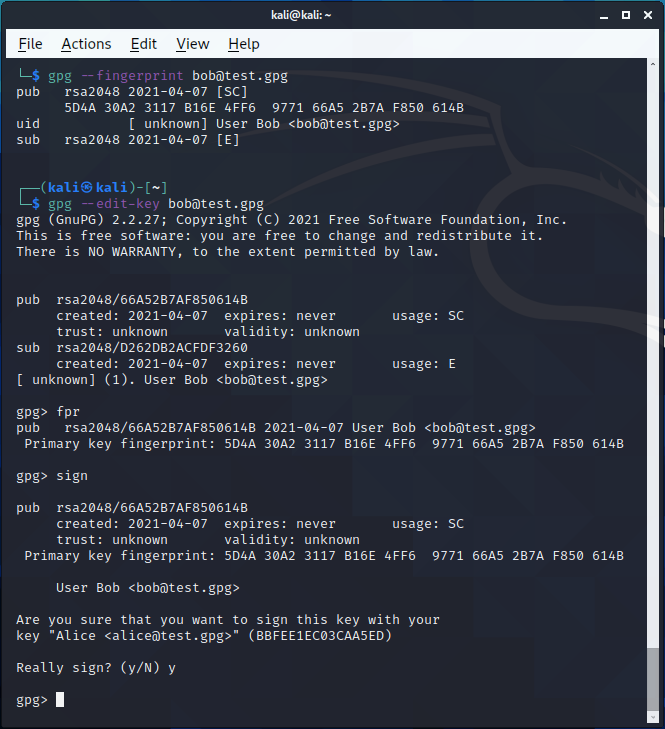 kali@kali: ~
File Actions Edit View Help
└─$ gpg --fingerprint bob@test.gpg
pub   rsa2048 2021-04-07 [SC]
      5D4A 30A2 3117 B16E 4FF6  9771 66A5 2B7A F850 614B
uid           [ unknown] User Bob <bob@test.gpg>
sub   rsa2048 2021-04-07 [E]
┌──(kali㉿kali)-[~]
└─$ gpg --edit-key bob@test.gpg
gpg (GnuPG) 2.2.27; Copyright (C) 2021 Free Software Foundation, Inc.
This is free software: you are free to change and redistribute it.
There is NO WARRANTY, to the extent permitted by law.
pub  rsa2048/66A52B7AF850614B
     created: 2021-04-07  expires: never       usage: SC
     trust: unknown       validity: unknown
sub  rsa2048/D262DB2ACFDF3260
     created: 2021-04-07  expires: never       usage: E
[ unknown] (1). User Bob <bob@test.gpg>
gpg> fpr
pub   rsa2048/66A52B7AF850614B 2021-04-07 User Bob <bob@test.gpg>
 Primary key fingerprint: 5D4A 30A2 3117 B16E 4FF6  9771 66A5 2B7A F850 614B
gpg> sign
pub  rsa2048/66A52B7AF850614B
     created: 2021-04-07  expires: never       usage: SC
     trust: unknown       validity: unknown
 Primary key fingerprint: 5D4A 30A2 3117 B16E 4FF6  9771 66A5 2B7A F850 614B
     User Bob <bob@test.gpg>
Are you sure that you want to sign this key with your
key "Alice <alice@test.gpg>" (BBFEE1EC03CAA5ED)
Really sign? (y/N) y
gpg>